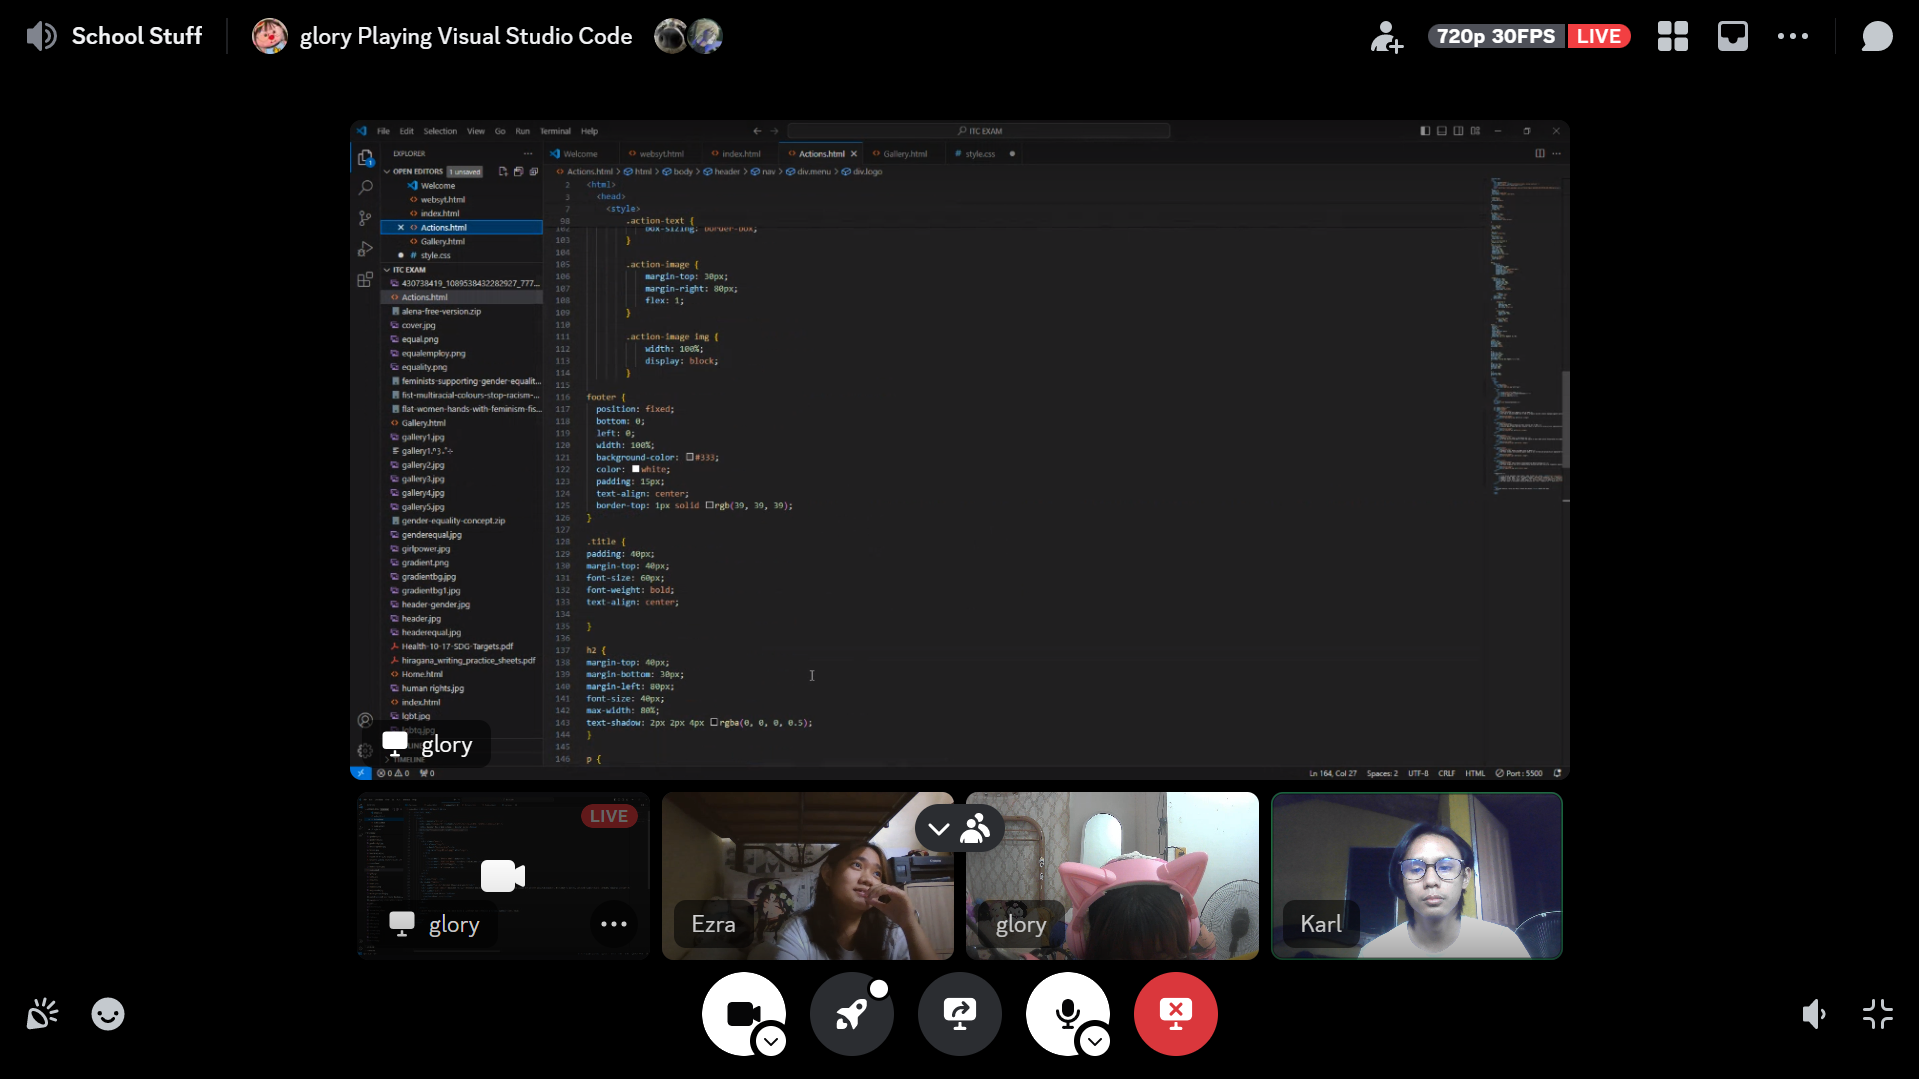 School Stuff
glory Playing Visual Studio Code
720p 30FPS LIVE
File Edit Selection View Go Run Terminal Help
ITC EXAM
EXPLORER
Welcome
websyt.html
index.html
Actions.html
Gallery.html
style.css
OPEN EDITORS 1 unsaved
Actions.html > html > body > header > nav > div.menu > div.logo
Welcome
websyt.html
index.html
Actions.html
Gallery.html
# style.css
ITC EXAM
430738419_1089538432282927_777...
Actions.html
alena-free-version.zip
cover.jpg
equal.png
equalemploy.png
equality.png
feminists-supporting-gender-equalit...
fist-multiracial-colours-stop-racism-...
flat-women-hands-with-feminism-fis...
Gallery.html
gallery1.jpg
gallery2.jpg
gallery3.jpg
gallery4.jpg
gallery5.jpg
gender-equality-concept.zip
genderequal.jpg
girlpower.jpg
gradient.png
gradientbg.jpg
gradientbg1.jpg
header-gender.jpg
header.jpg
headerequal.jpg
Health-10-17-SDG-Targets.pdf
hiragana_writing_practice_sheets.pdf
Home.html
human rights.jpg
index.html
lgbt.jpg
lgbtq.jpg
TIMELINE
2 <html>
3 <head>
7 <style>
98 .action-text {
102 box-sizing: border-box;
103 }
104
105 .action-image {
106 margin-top: 30px;
107 margin-right: 80px;
108 flex: 1;
109 }
110
111 .action-image img {
112 width: 100%;
113 display: block;
114 }
115
116 footer {
117 position: fixed;
118 bottom: 0;
119 left: 0;
120 width: 100%;
121 background-color: #333;
122 color: white;
123 padding: 15px;
124 text-align: center;
125 border-top: 1px solid rgb(39, 39, 39);
126 }
127
128 .title {
129 padding: 40px;
130 margin-top: 40px;
131 font-size: 60px;
132 font-weight: bold;
133 text-align: center;
134
135 }
136
137 h2 {
138 margin-top: 40px;
139 margin-bottom: 30px;
140 margin-left: 80px;
141 font-size: 40px;
142 max-width: 80%;
143 text-shadow: 2px 2px 4px rgba(0, 0, 0, 0.5);
144 }
145
146 p {
glory
0 0 0
Ln 164, Col 27 Spaces: 2 UTF-8 CRLF HTML Port : 5500
LIVE
glory
Ezra
glory
Karl